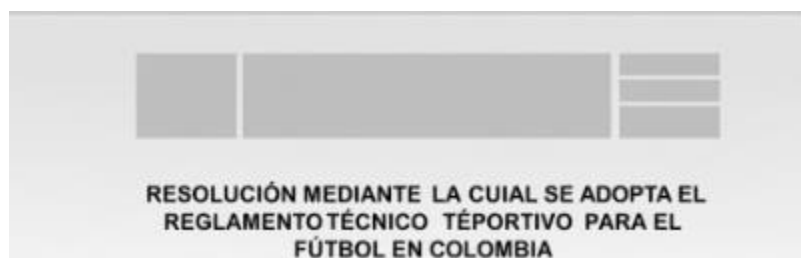 RESOLUCIÓN MEDIANTE LA CUIAL SE ADOPTA EL
REGLAMENTO TÉCNICO TÉPORTIVO PARA EL
FÚTBOL EN COLOMBIA